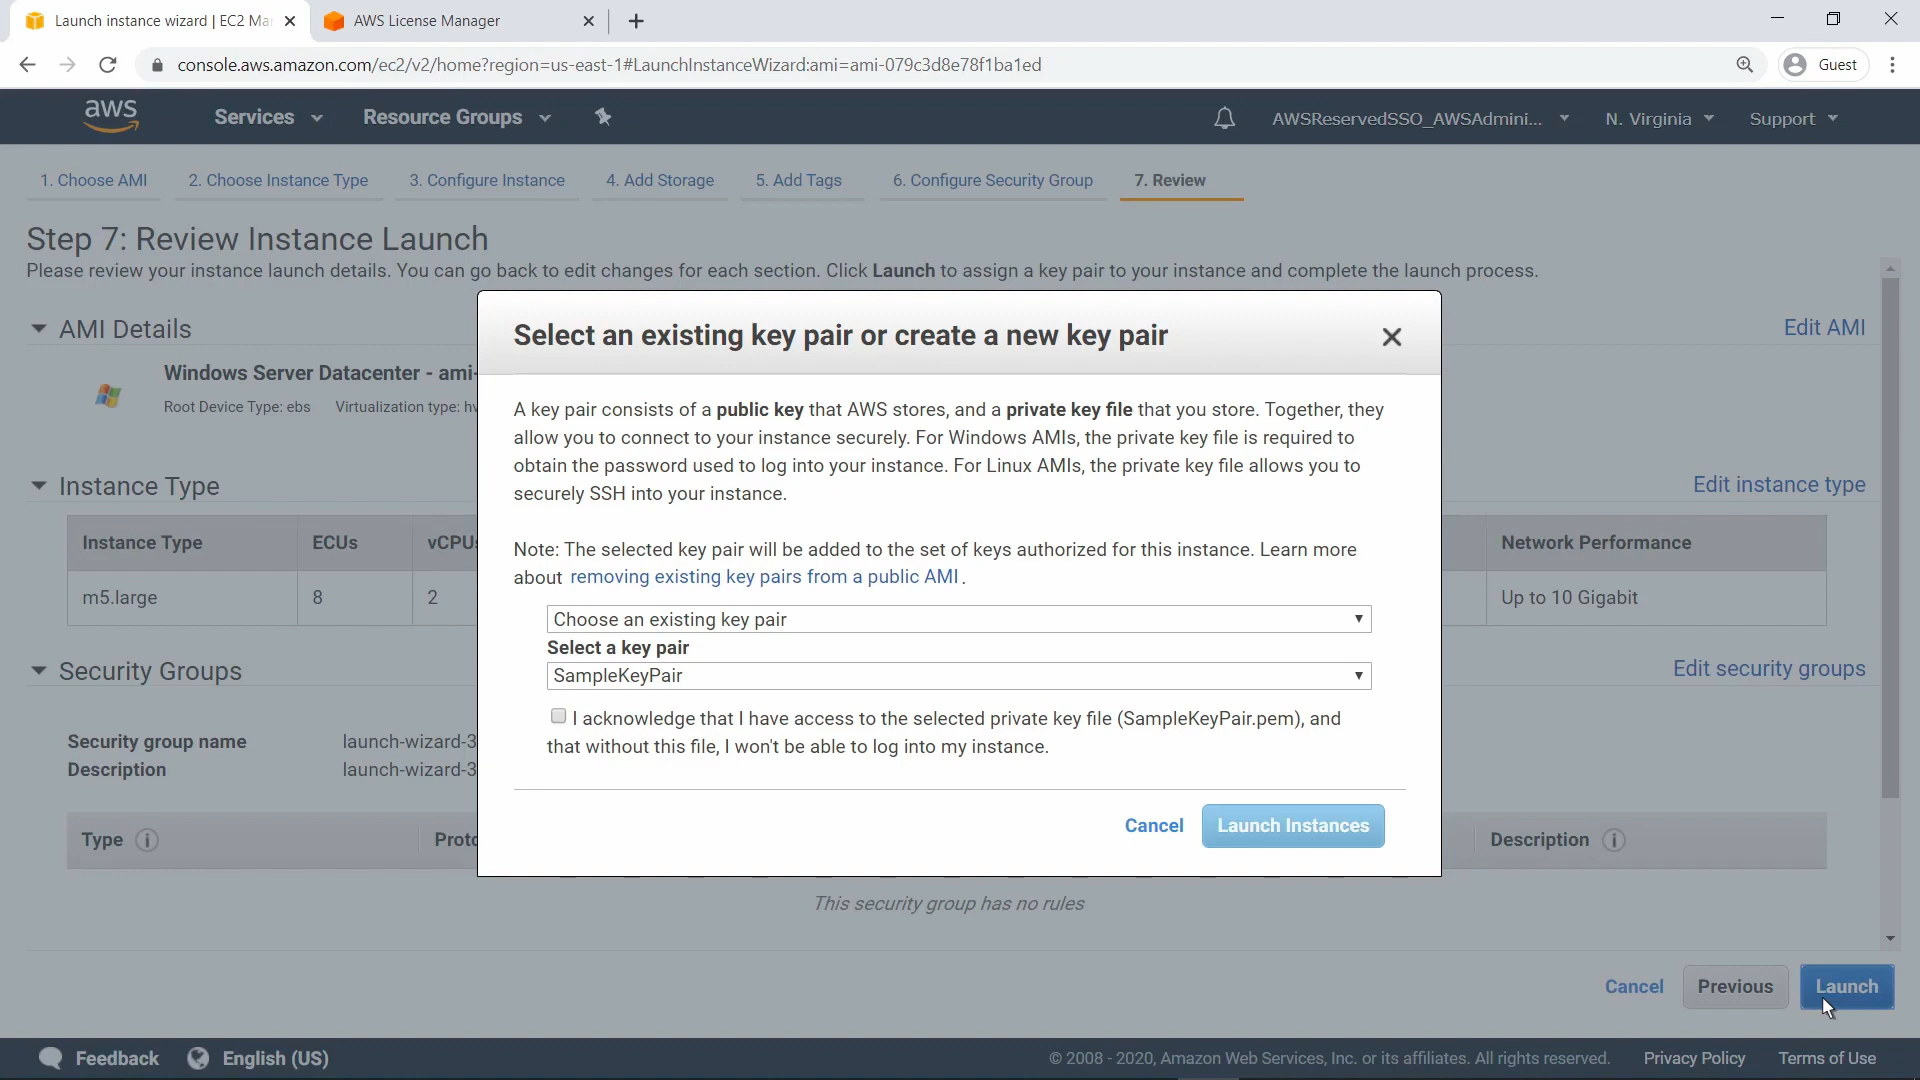 Launch instance wizard | EC2 Ma
AWS License Manager
console.aws.amazon.com/ec2/v2/home?region=us-east-1#LaunchInstanceWizard:ami=ami-079c3d8e78f1ba1ed
Guest
aws
Services
Resource Groups
AWSReservedSSO_AWSAdmini...
N. Virginia
Support
1. Choose AMI
2. Choose Instance Type
3. Configure Instance
4. Add Storage
5. Add Tags
6. Configure Security Group
7. Review
Step 7: Review Instance Launch
Please review your instance launch details. You can go back to edit changes for each section. Click Launch to assign a key pair to your instance and complete the launch process.
AMI Details
Edit AMI
Windows Server Datacenter - ami-
Root Device Type: ebs Virtualization type: hv
Instance Type
Edit instance type
Instance Type
ECUs
vCPUs
Network Performance
m5.large
8
2
Up to 10 Gigabit
Security Groups
Edit security groups
Security group name
launch-wizard-3
Description
launch-wizard-3
Type
Proto
Description
This security group has no rules
Select an existing key pair or create a new key pair
A key pair consists of a public key that AWS stores, and a private key file that you store. Together, they
allow you to connect to your instance securely. For Windows AMIs, the private key file is required to
obtain the password used to log into your instance. For Linux AMIs, the private key file allows you to
securely SSH into your instance.
Note: The selected key pair will be added to the set of keys authorized for this instance. Learn more
about removing existing key pairs from a public AMI.
Choose an existing key pair
Select a key pair
SampleKeyPair
I acknowledge that I have access to the selected private key file (SampleKeyPair.pem), and
that without this file, I won't be able to log into my instance.
Cancel
Launch Instances
Cancel
Previous
Launch
Feedback
English (US)
© 2008 - 2020, Amazon Web Services, Inc. or its affiliates. All rights reserved.
Privacy Policy
Terms of Use